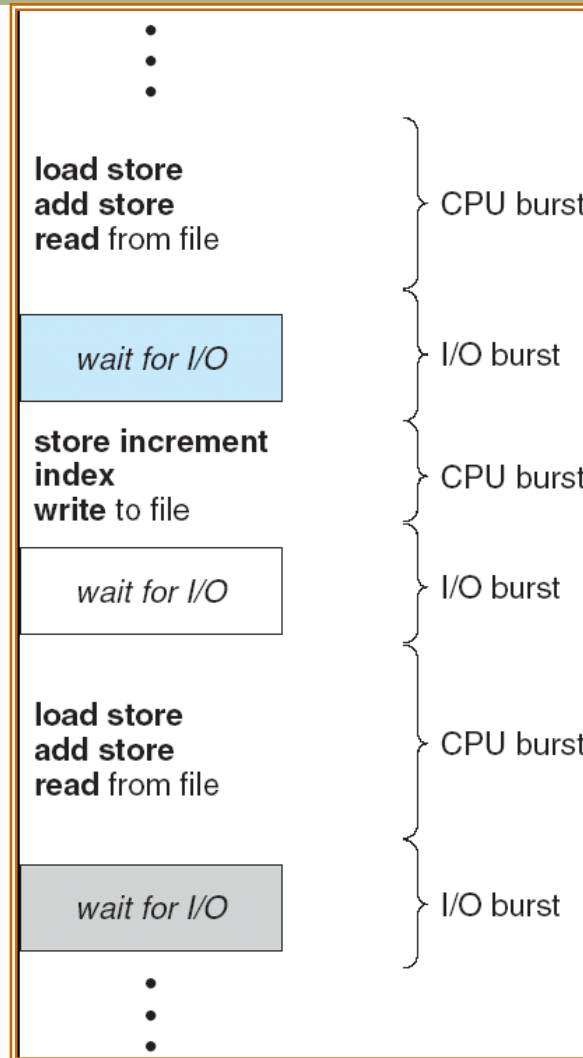 load store
add store
read from file
CPU burst
wait for I/O
I/O burst
store increment
index
write to file
CPU burst
wait for I/O
I/O burst
load store
add store
read from file
CPU burst
wait for I/O
I/O burst